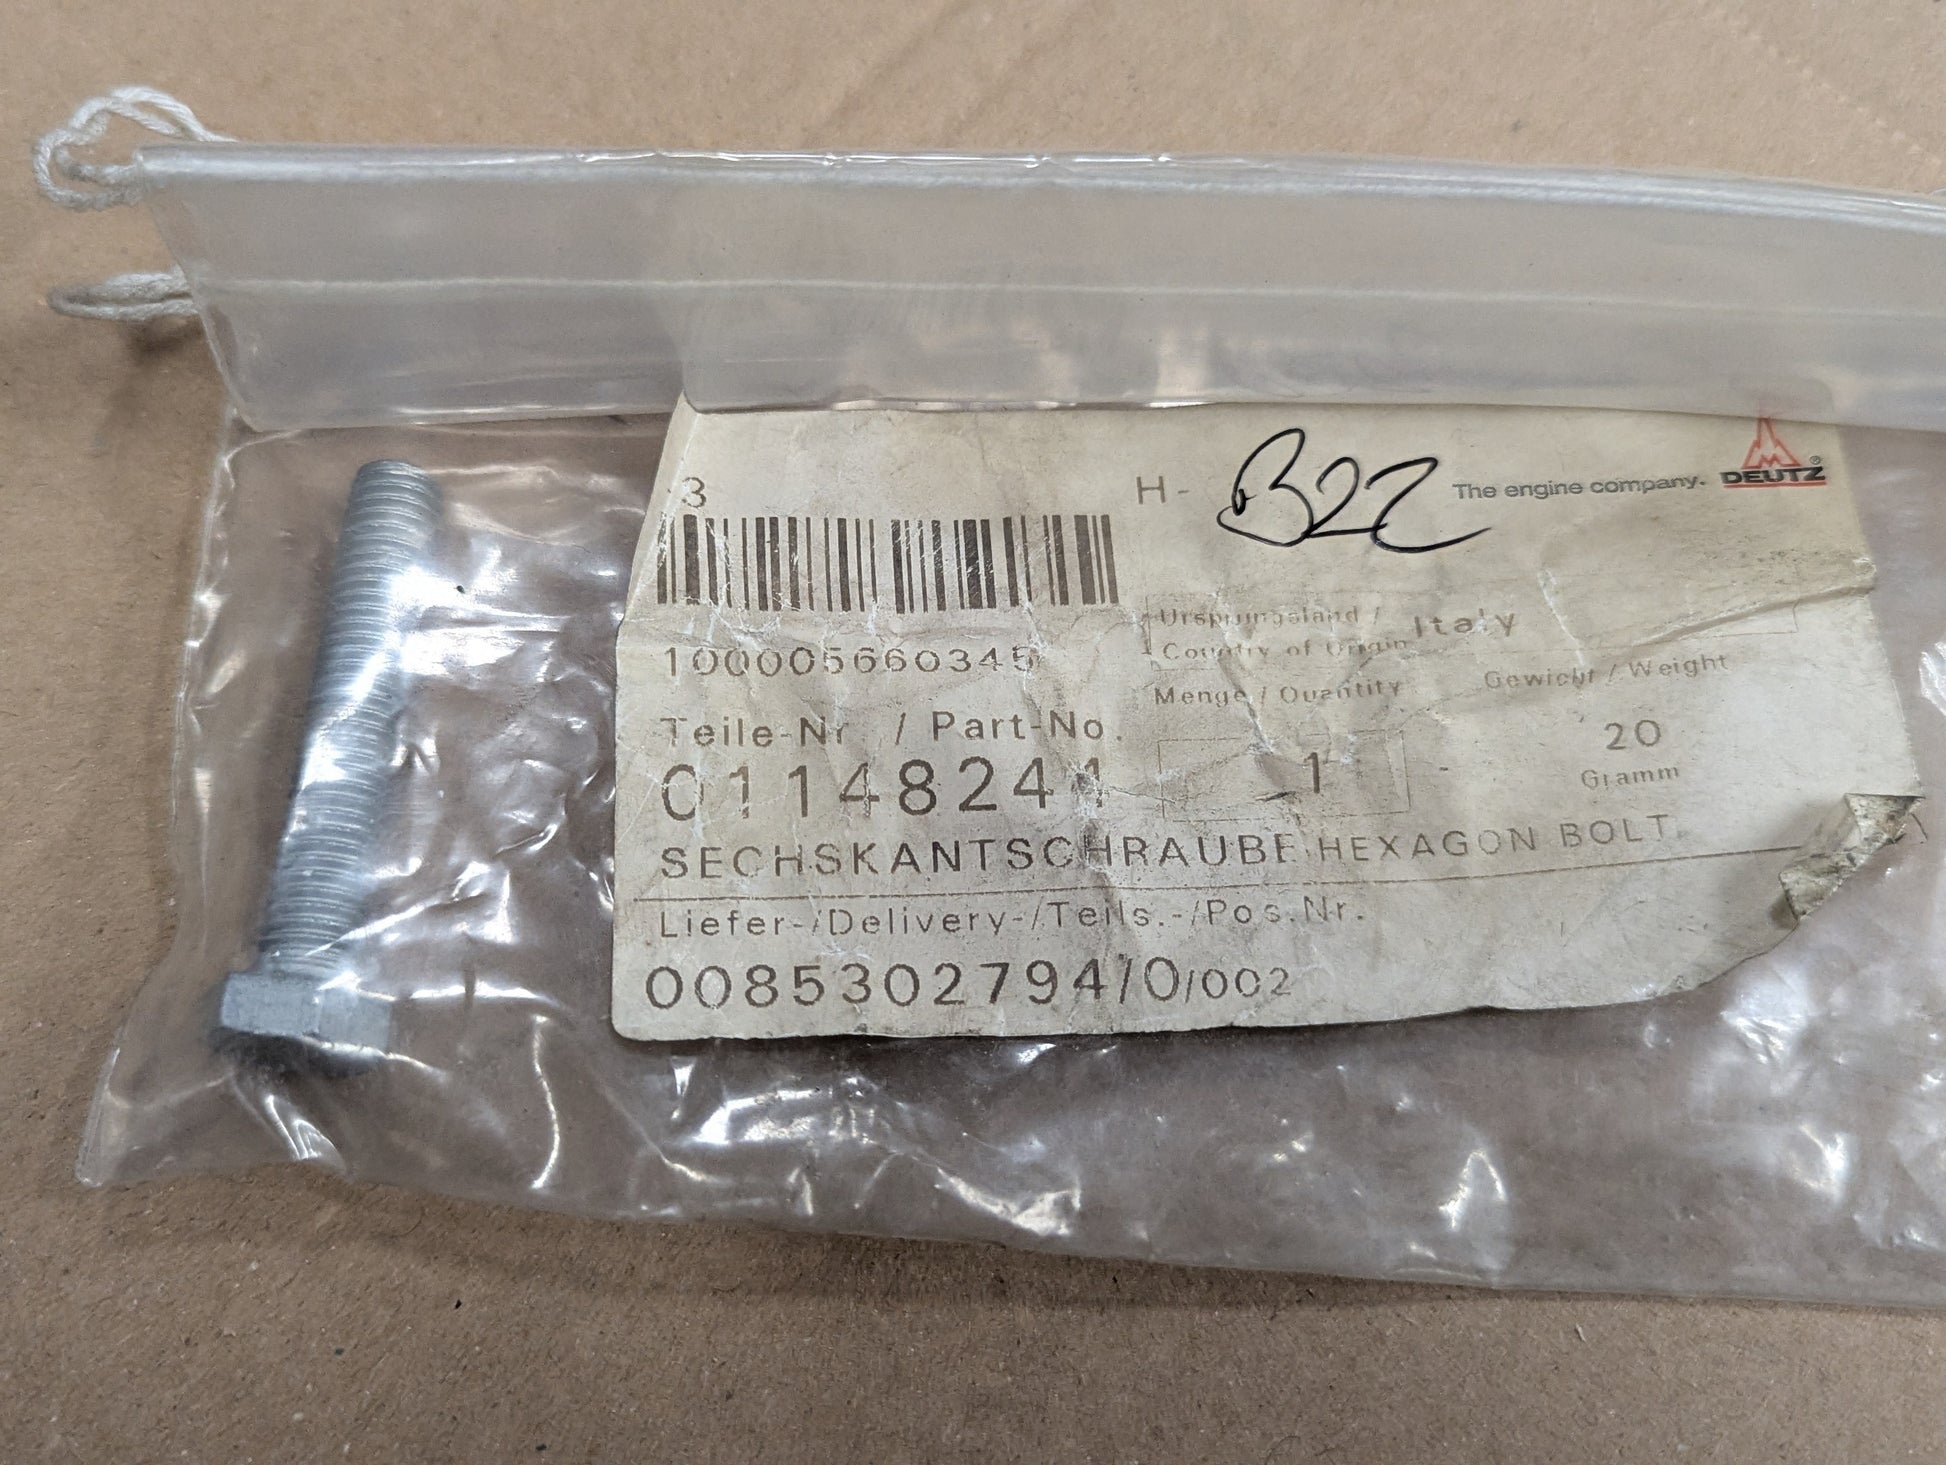 3
H- B22 The engine company. DEUTZ®
100005660345
Ursprungsland / Italy
Country of Origin
Menge / Quantity
Gewicht / Weight
Teile-Nr. / Part-No.
01148241
1
20
Gramm
SECHSKANTSCHRAUBE HEXAGON BOLT
Liefer-/Delivery-/Teils.-/Pos.Nr.
0085302794/0/002